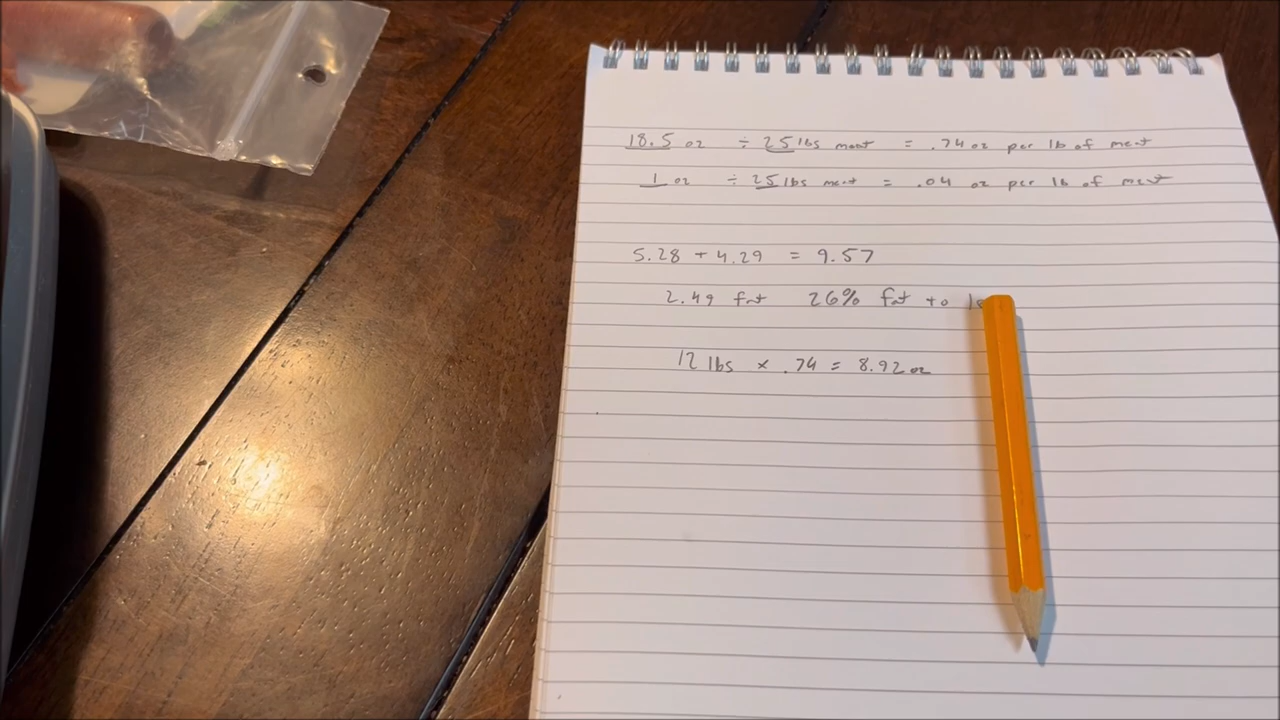 18.5 oz ÷ 25 lbs meat = .74 oz per lb of meat
1 oz ÷ 25 lbs meat = .04 oz per lb of meat
5.28 + 4.29 = 9.57
2.49 fat 26% fat to
12 lbs × .74 = 8.92 oz